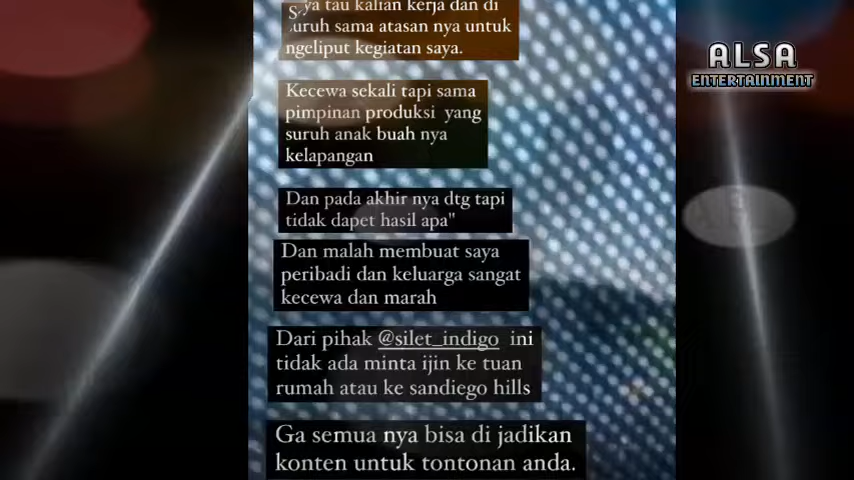 ya tau kalian kerja dan di
uruh sama atasan nya untuk
ngeliput kegiatan saya.
Kecewa sekali tapi sama
pimpinan produksi yang
suruh anak buah nya
kelapangan
Dan pada akhir nya dtg tapi
tidak dapet hasil apa"
Dan malah membuat saya
peribadi dan keluarga sangat
kecewa dan marah
Dari pihak @silet_indigo ini
tidak ada minta ijin ke tuan
rumah atau ke sandiego hills
Ga semua nya bisa di jadikan
konten untuk tontonan anda.
ALSA
ENTERTAINMENT